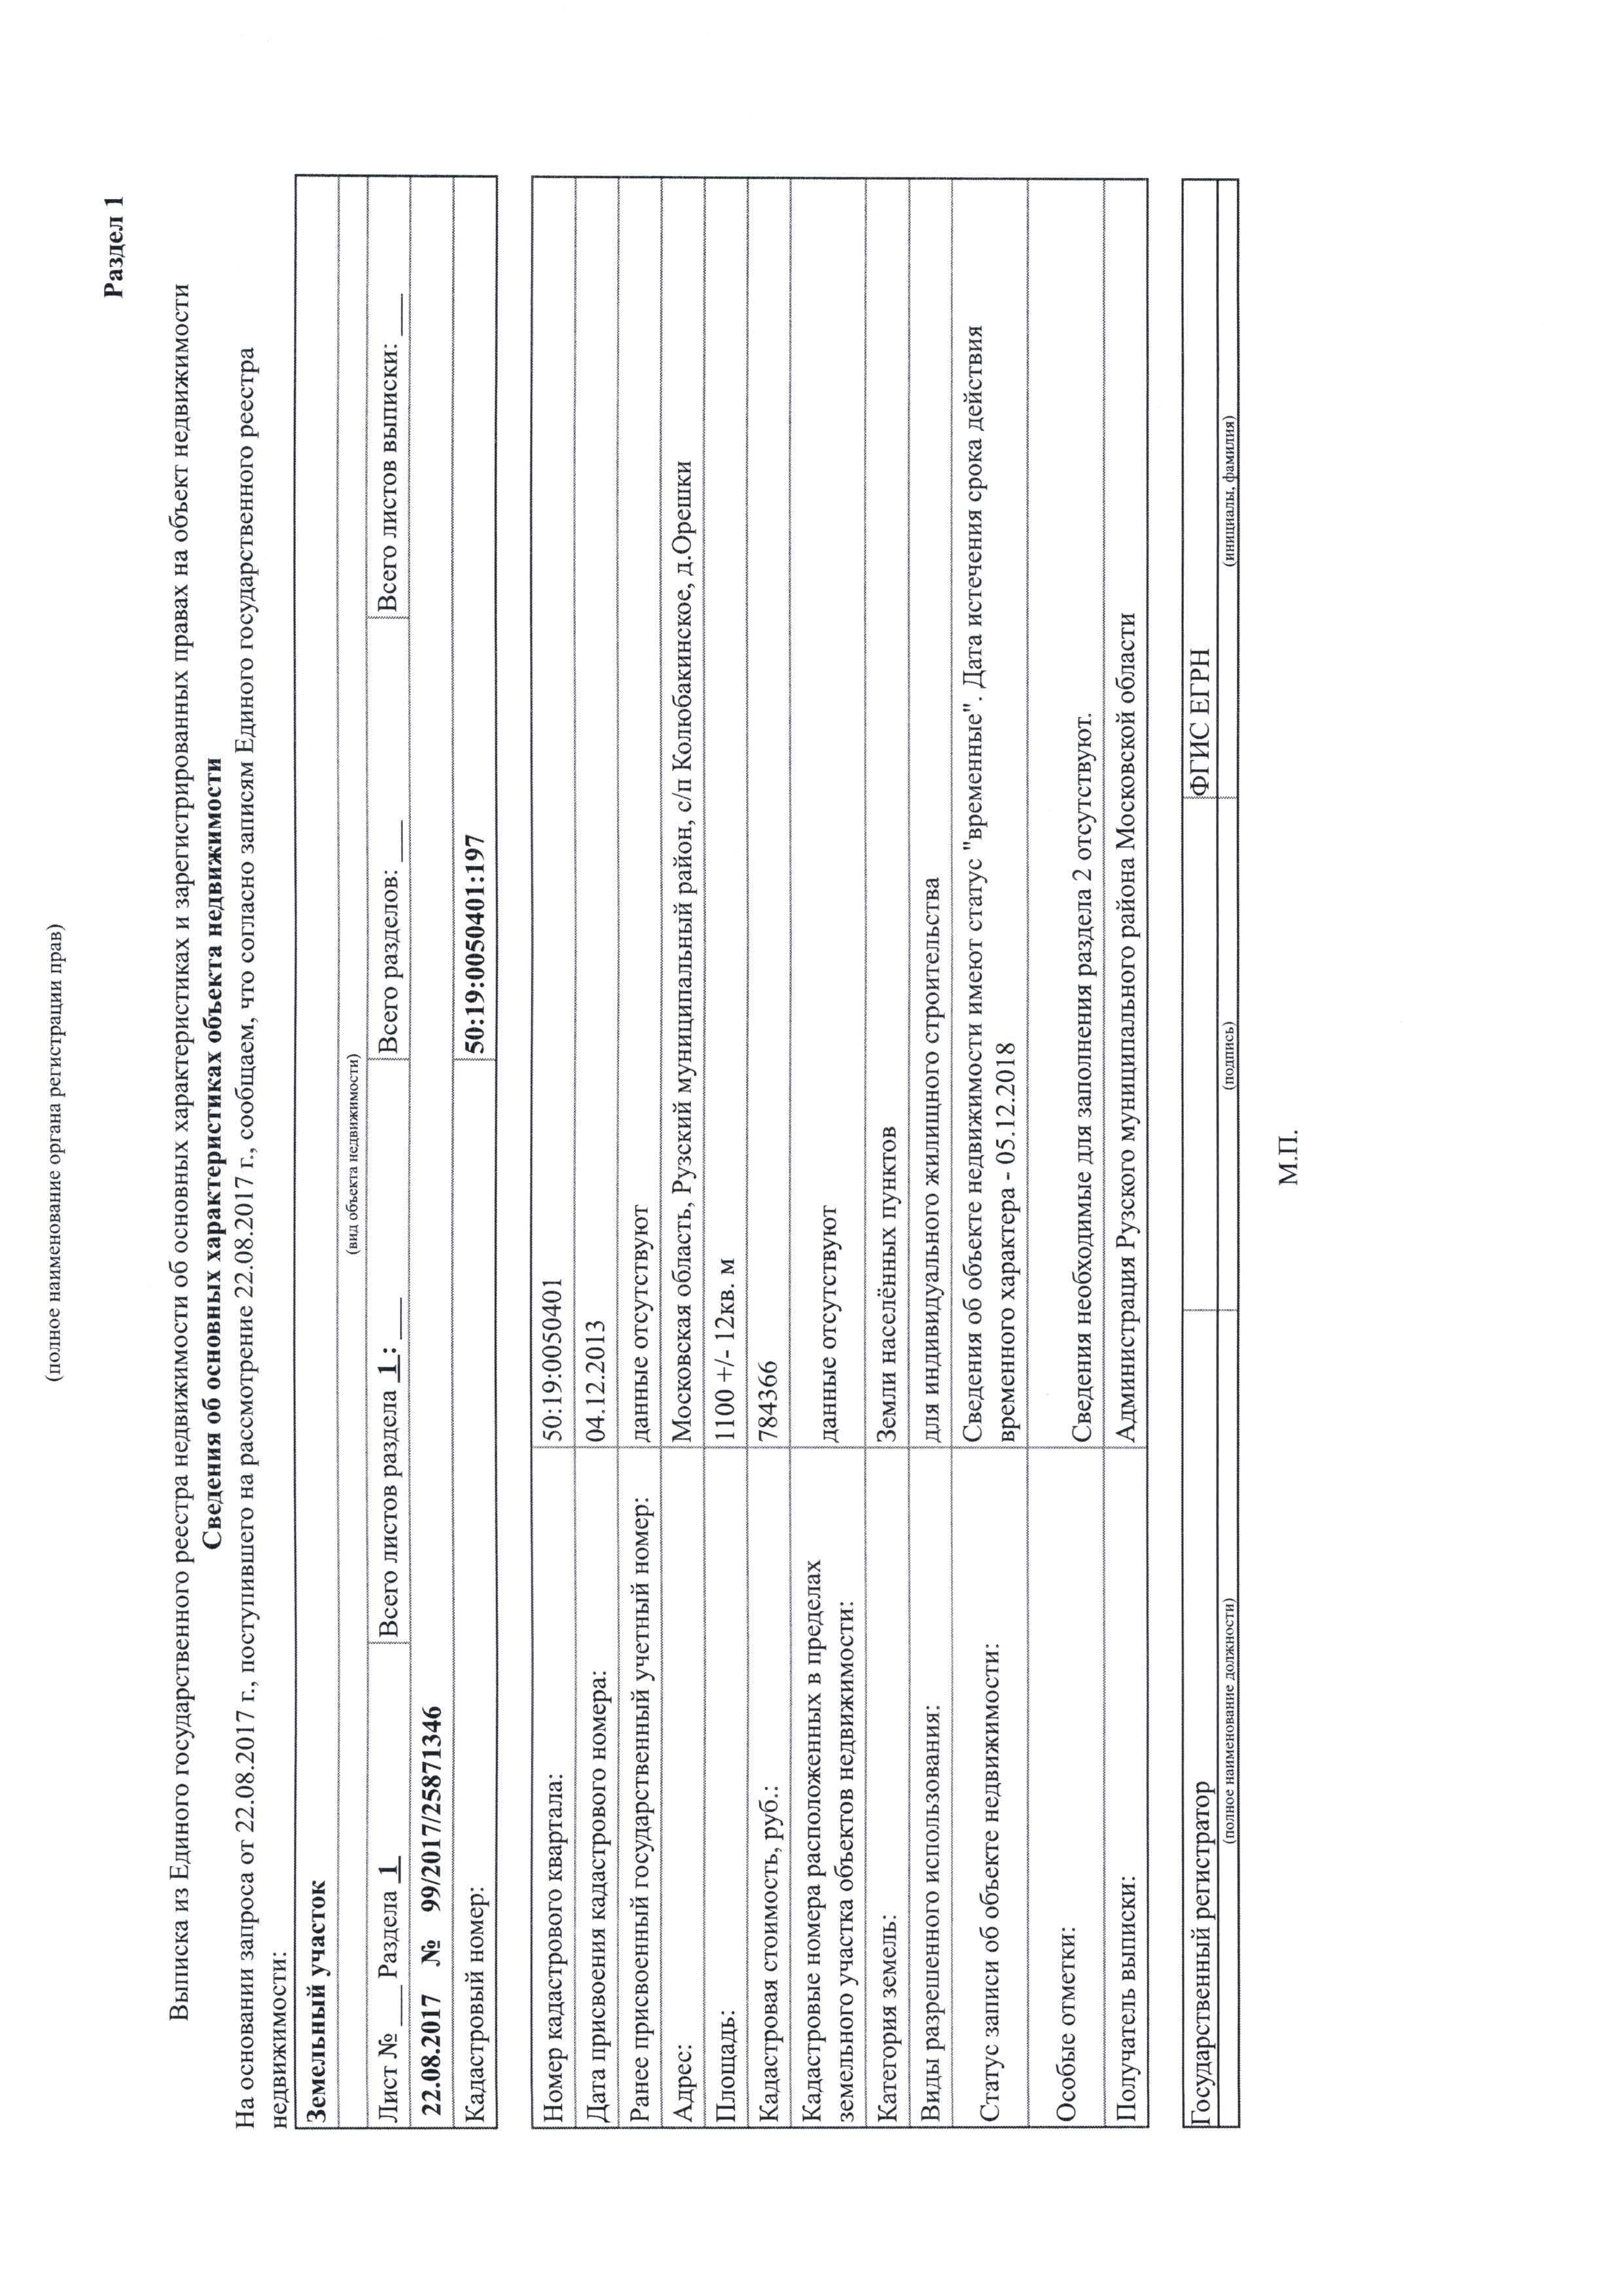 (полное наименование органа регистрации прав)
Раздел 1
Выписка из Единого государственного реестра недвижимости об основных характеристиках и зарегистрированных правах на объект недвижимости
Сведения об основных характеристиках объекта недвижимости
На основании запроса от 22.08.2017 г., поступившего на рассмотрение 22.08.2017 г., сообщаем, что согласно записям Единого государственного реестра
недвижимости:
Земельный участок
(вид объекта недвижимости)
Лист № ___ Раздела 1 Всего листов раздела 1 : ___ Всего разделов: ___ Всего листов выписки: ___
22.08.2017 № 99/2017/25871346
Кадастровый номер: 50:19:0050401:197
Номер кадастрового квартала: 50:19:0050401
Дата присвоения кадастрового номера: 04.12.2013
Ранее присвоенный государственный учетный номер: данные отсутствуют
Адрес: Московская область, Рузский муниципальный район, с/п Колюбакинское, д.Орешки
Площадь: 1100 +/- 12кв. м
Кадастровая стоимость, руб.: 784366
Кадастровые номера расположенных в пределах
земельного участка объектов недвижимости: данные отсутствуют
Категория земель: Земли населённых пунктов
Виды разрешенного использования: для индивидуального жилищного строительства
Статус записи об объекте недвижимости: Сведения об объекте недвижимости имеют статус "временные". Дата истечения срока действия
временного характера - 05.12.2018
Особые отметки: Сведения необходимые для заполнения раздела 2 отсутствуют.
Получатель выписки: Администрация Рузского муниципального района Московской области
Государственный регистратор ФГИС ЕГРН
(полное наименование должности) (подпись) (инициалы, фамилия)
М.П.